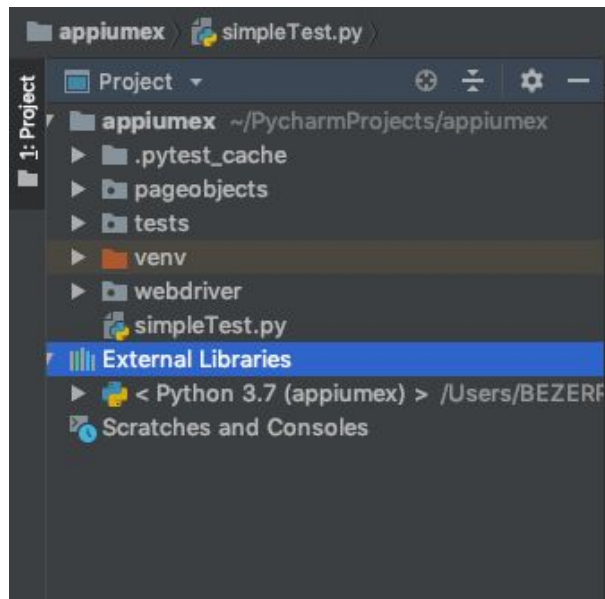 appiumex simpleTest.py
1: Project
Project
appiumex ~/PycharmProjects/appiumex
.pytest_cache
pageobjects
tests
venv
webdriver
simpleTest.py
External Libraries
< Python 3.7 (appiumex) > /Users/BEZERR
Scratches and Consoles